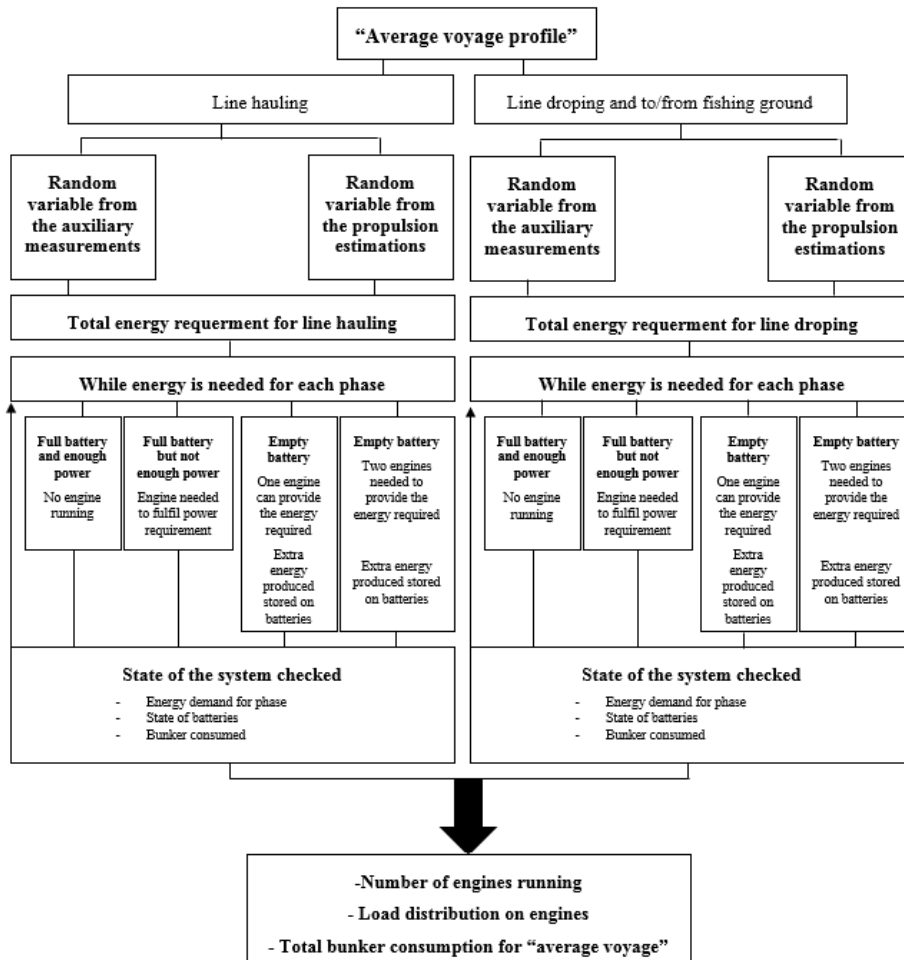 “Average voyage profile”
Line hauling
Line droping and to/from fishing ground
Random
variable from
the auxiliary
measurements
Random
variable from
the propulsion
estimations
Random
variable from
the auxiliary
measurements
Random
variable from
the propulsion
estimations
Total energy requerment for line hauling
Total energy requerment for line droping
While energy is needed for each phase
While energy is needed for each phase
Full battery
and enough
power
No engine
running
Full battery
but not
enough power
Engine needed
to fulfil power
requirement
Empty
battery
One engine
can provide
the energy
required
Extra
energy
produced
stored on
batteries
Empty battery
Two engines
needed to
provide the
energy required
Extra energy
produced stored
on batteries
Full battery
and enough
power
No engine
running
Full battery
but not
enough power
Engine needed
to fulfil power
requirement
Empty
battery
One engine
can provide
the energy
required
Extra
energy
produced
stored on
batteries
Empty battery
Two engines
needed to
provide the
energy required
Extra energy
produced stored
on batteries
State of the system checked
- Energy demand for phase
- State of batteries
- Bunker consumed
State of the system checked
- Energy demand for phase
- State of batteries
- Bunker consumed
-Number of engines running
- Load distribution on engines
- Total bunker consumption for “average voyage”